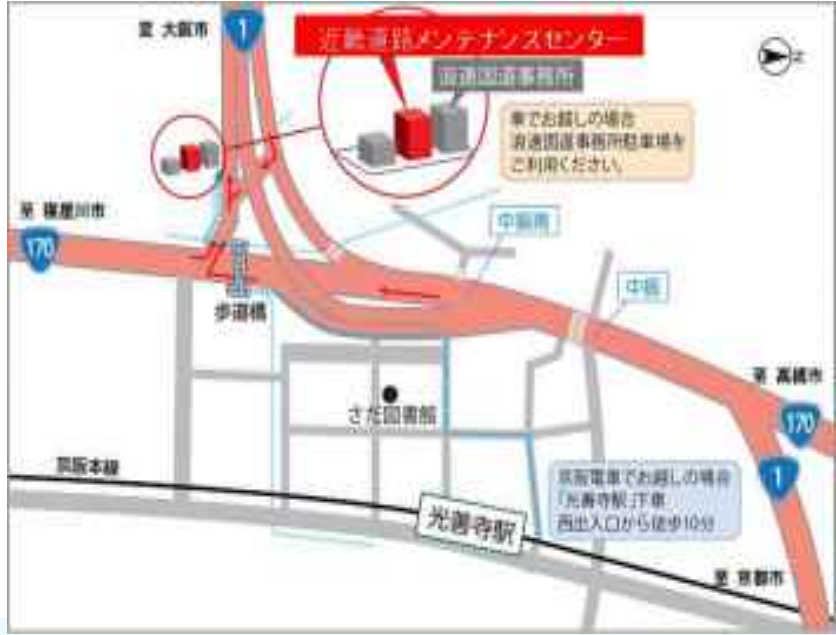 至 大阪市
1
近畿道路メンテナンスセンター
浪速国道事務所
N
車でお越しの場合
浪速国道事務所駐車場を
ご利用ください。
至 寝屋川市
170
中振南
中振
歩道橋
さだ図書館
至 高槻市
170
1
京阪本線
光善寺駅
京阪電車でお越しの場合
「光善寺駅」下車
西出入口から徒歩10分
至 京都市